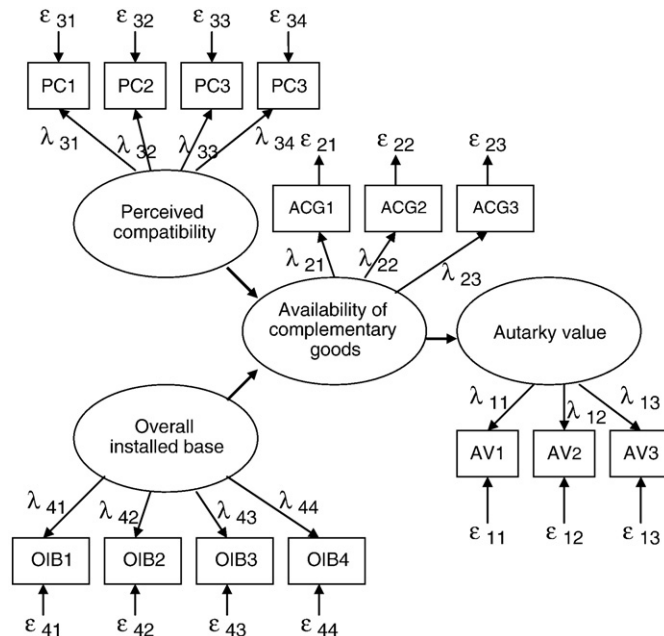 ε 31 ε 32 ε 33 ε 34
PC1 PC2 PC3 PC3
λ 31 λ 32 λ 33 λ 34
ε 21 ε 22 ε 23
ACG1 ACG2 ACG3
λ 21 λ 22 λ 23
Perceived
compatibility
Availability of
complementary
goods
Autarky value
λ 11 λ 12 λ 13
AV1 AV2 AV3
ε 11 ε 12 ε 13
Overall
installed base
λ 41 λ 42 λ 43 λ 44
OIB1 OIB2 OIB3 OIB4
ε 41 ε 42 ε 43 ε 44